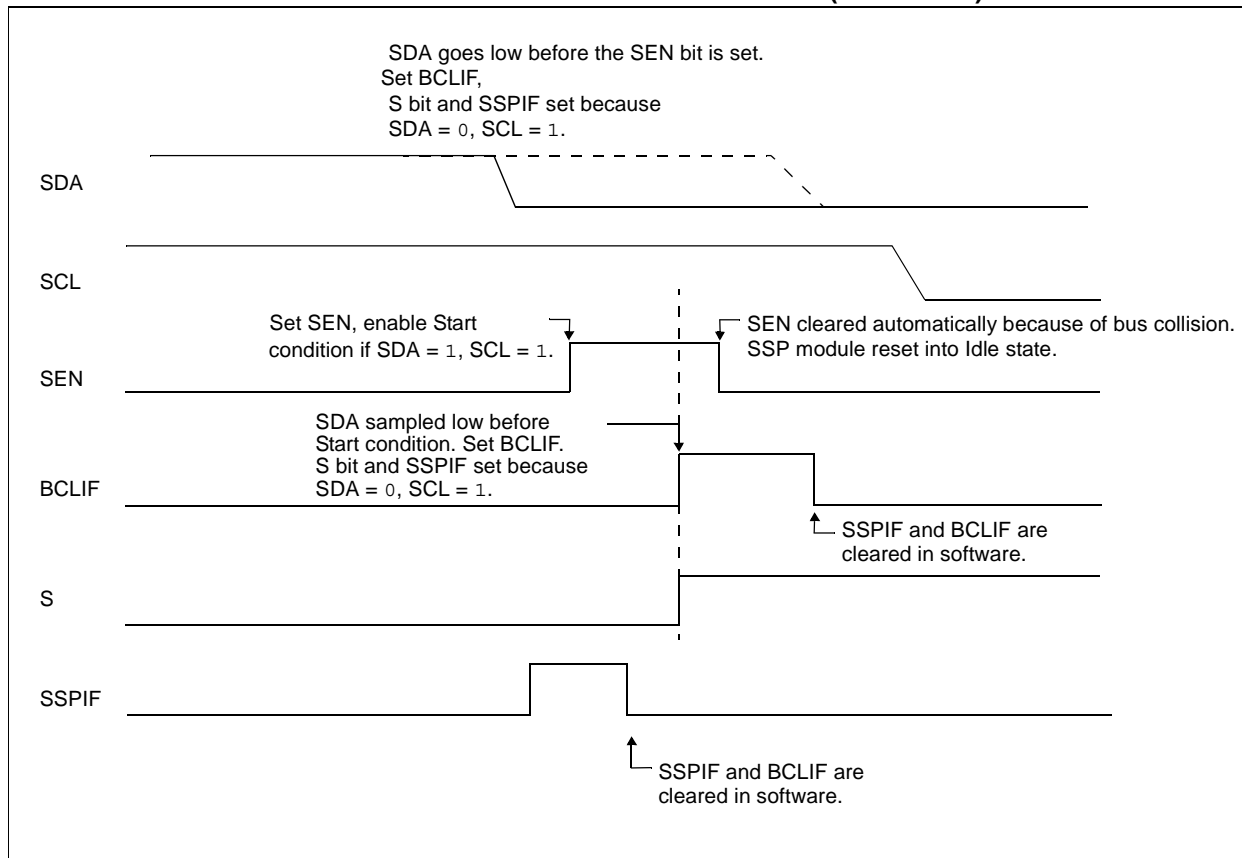 SDA goes low before the SEN bit is set.
Set BCLIF,
S bit and SSPIF set because
SDA = 0, SCL = 1.
SDA
SCL
Set SEN, enable Start
condition if SDA = 1, SCL = 1.
SEN cleared automatically because of bus collision.
SSP module reset into Idle state.
SEN
SDA sampled low before
Start condition. Set BCLIF.
S bit and SSPIF set because
SDA = 0, SCL = 1.
BCLIF
SSPIF and BCLIF are
cleared in software.
S
SSPIF
SSPIF and BCLIF are
cleared in software.